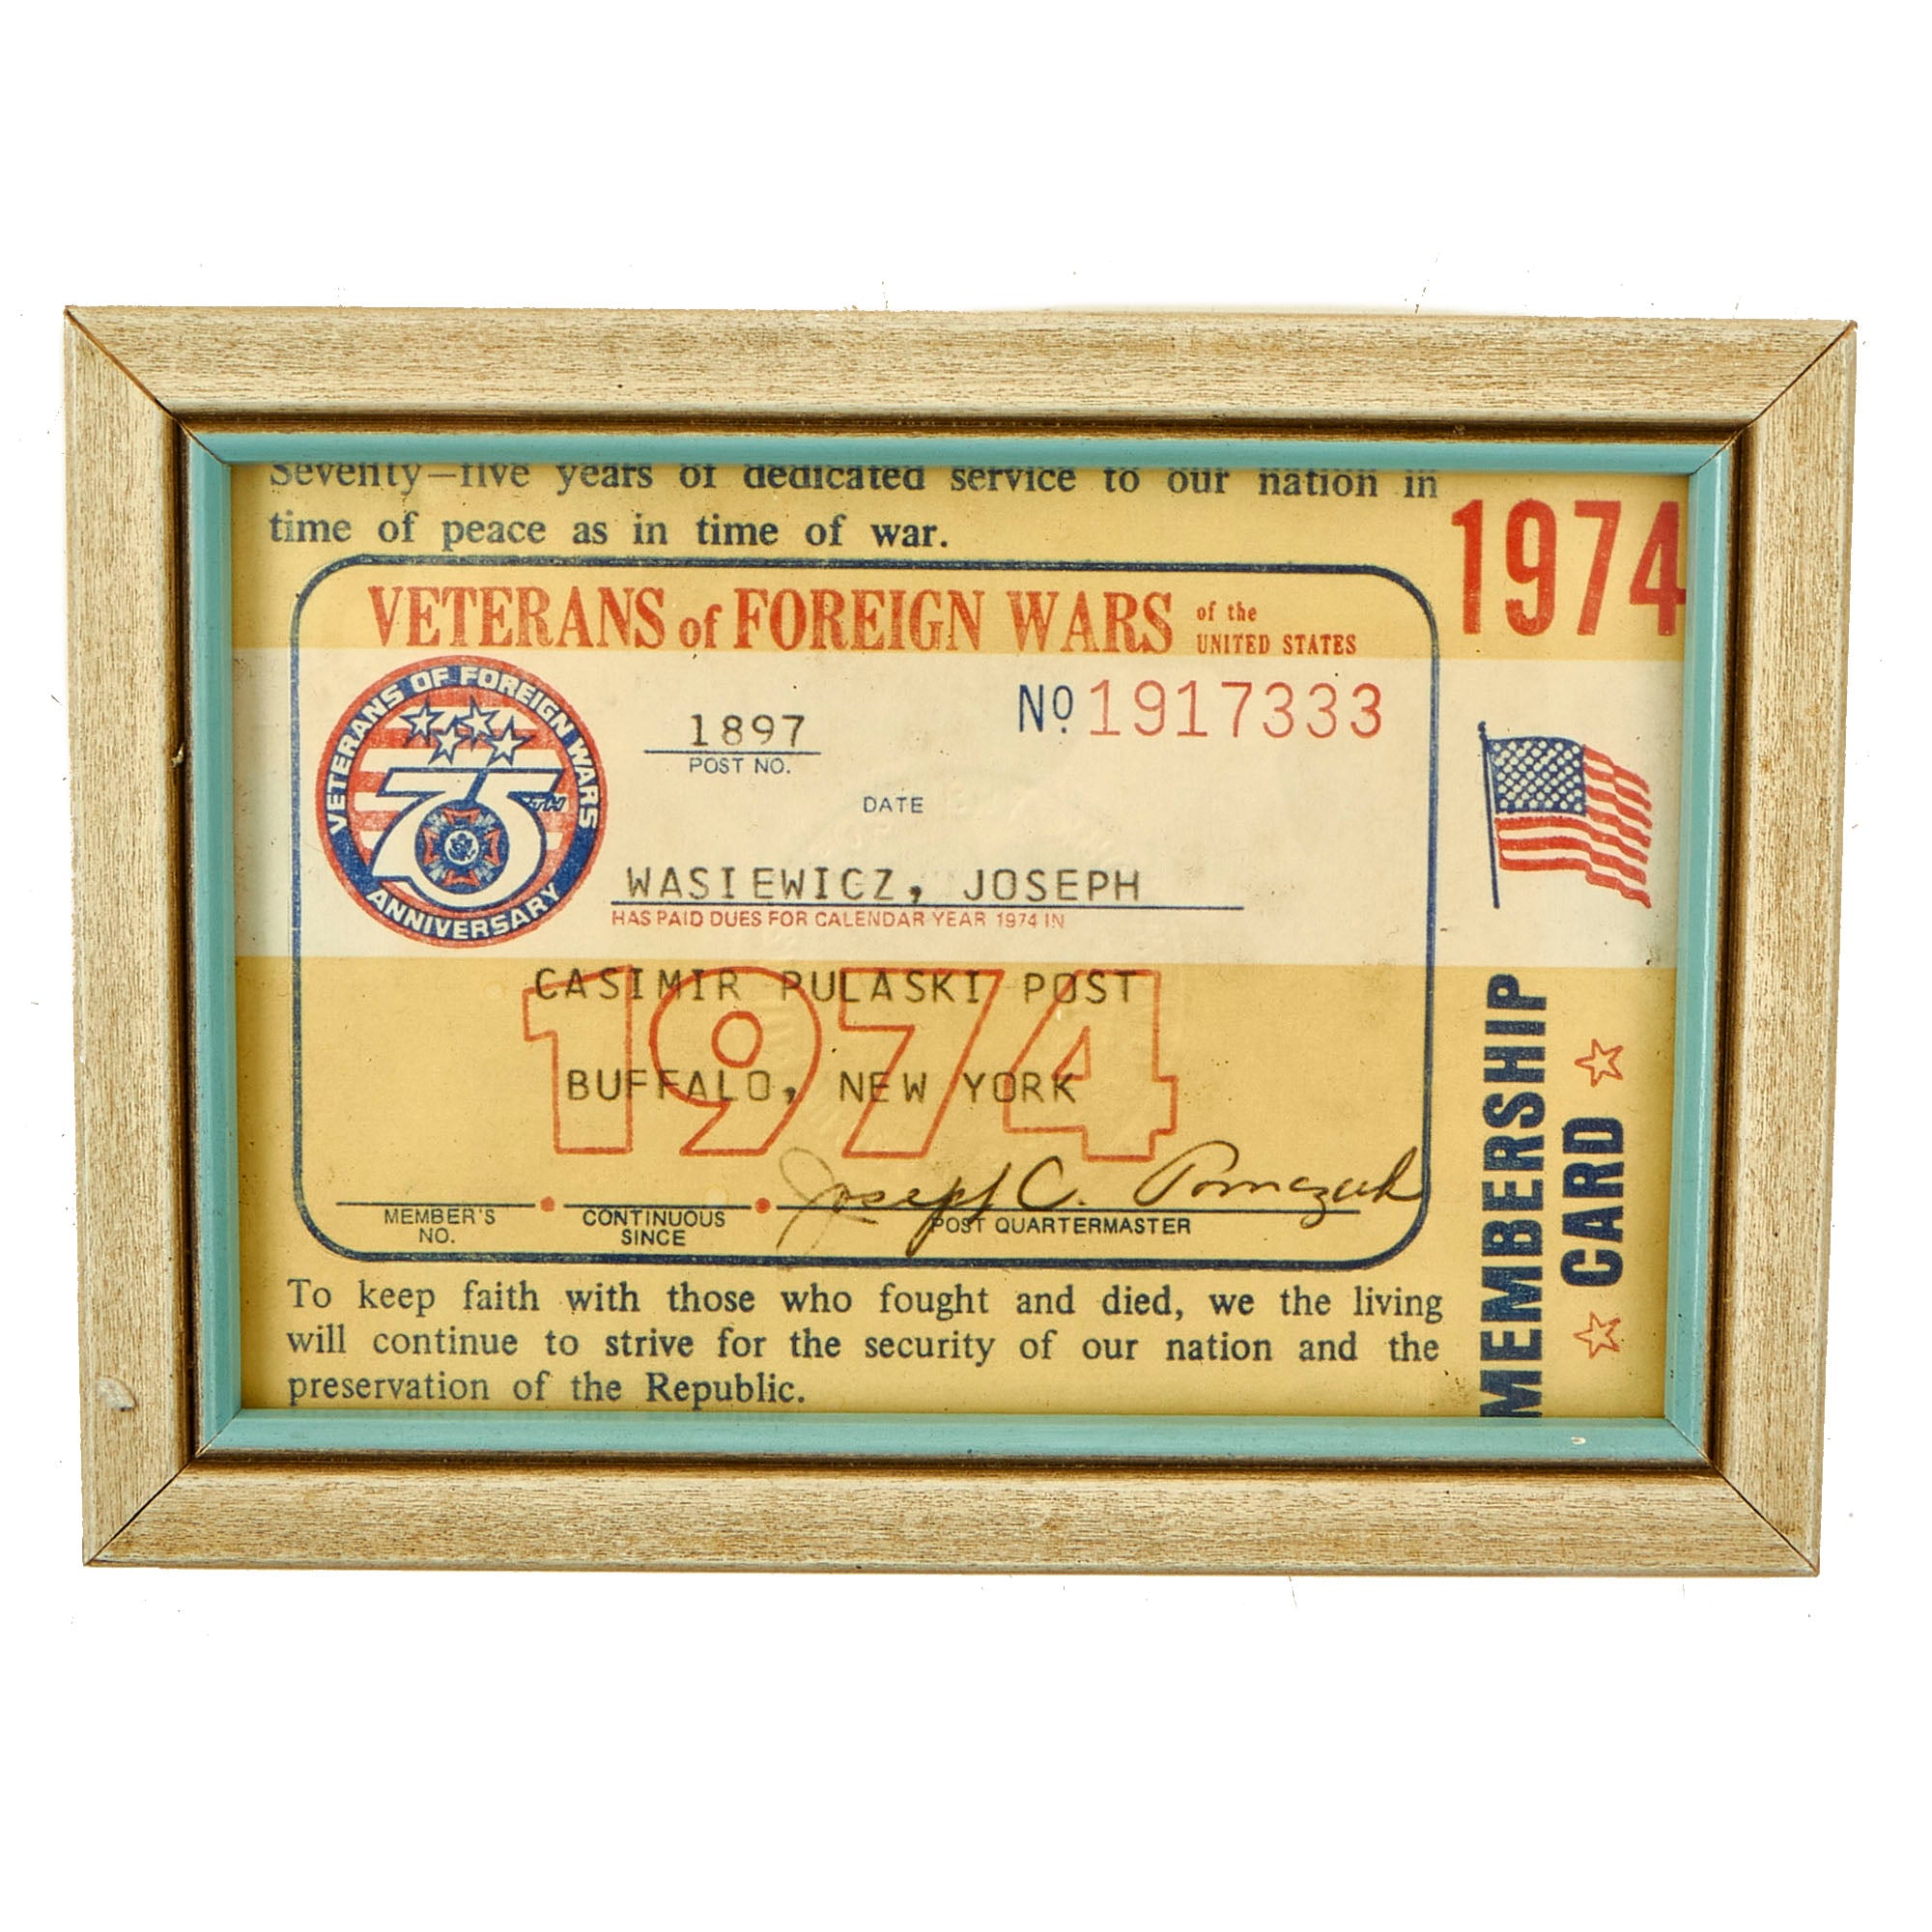 Seventy-five years of dedicated service to our nation in
time of peace as in time of war.
1974
VETERANS of FOREIGN WARS of the
UNITED STATES
VETERANS OF FOREIGN WARS
75TH
ANNIVERSARY
1897
POST NO.
No 1917333
DATE
WASIEWICZ, JOSEPH
HAS PAID DUES FOR CALENDAR YEAR 1974 IN
1974
CASIMIR PULASKI POST
BUFFALO, NEW YORK
Joseph C. Pomazak
MEMBER'S
NO.
CONTINUOUS
SINCE
POST QUARTERMASTER
To keep faith with those who fought and died, we the living
will continue to strive for the security of our nation and the
preservation of the Republic.
MEMBERSHIP
CARD